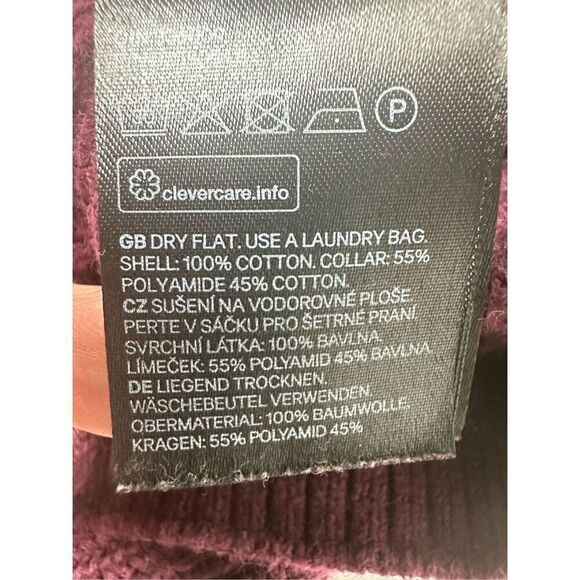 P
clevercare.info
GB DRY FLAT. USE A LAUNDRY BAG.
SHELL: 100% COTTON. COLLAR: 55%
POLYAMIDE 45% COTTON.
CZ SUŠENÍ NA VODOROVNÉ PLOŠE.
PERTE V SÁČKU PRO ŠETRNÉ PRANÍ.
SVRCHNÍ LÁTKA: 100% BAVLNA.
LÍMEČEK: 55% POLYAMID 45% BAVLNA.
DE LIEGEND TROCKNEN.
WÄSCHEBEUTEL VERWENDEN
OBERMATERIAL: 100% BAUMWOLLE.
KRAGEN: 55% POLYAMID 45%